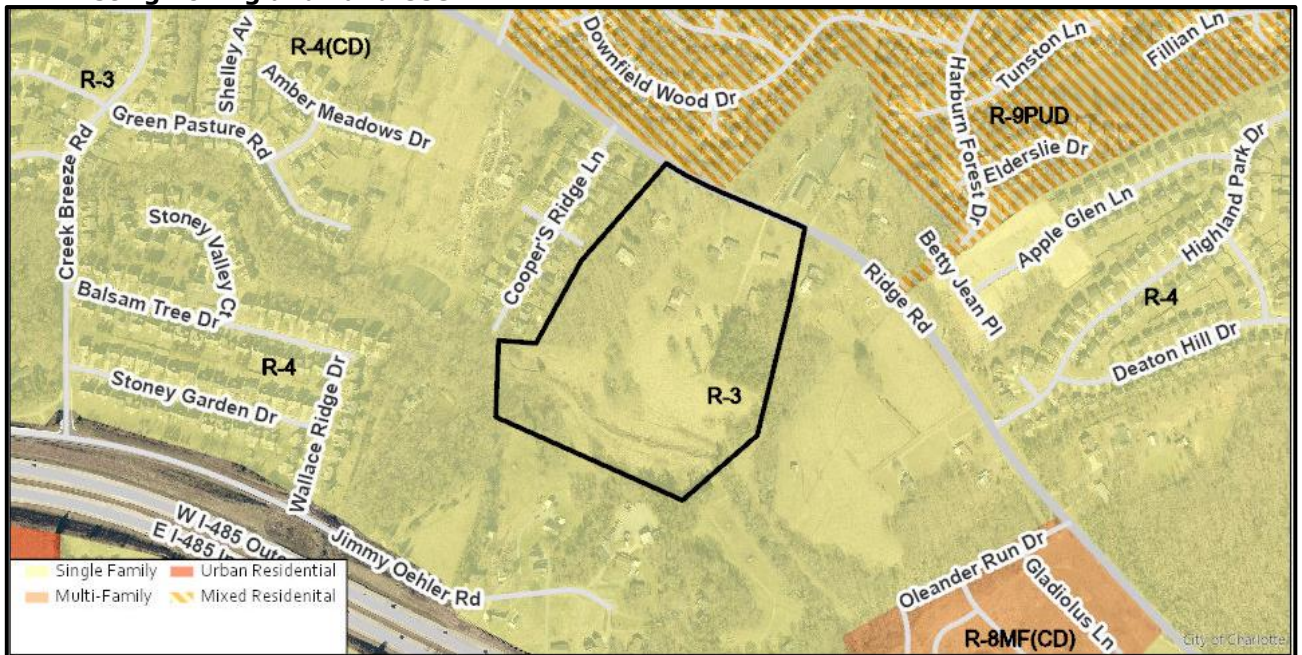 Downfield Wood Dr
Tunston Ln
Fillian Ln
R-4(CD)
Shelley Av
R-3
Amber Meadows Dr
Green Pasture Rd
Harburn Forest Dr
R-9PUD
Elderslie Dr
Creek Breeze Rd
Cooper'S Ridge Ln
Apple Glen Ln
Highland Park Dr
Stoney Valley Ct
Betty Jean Pl
Ridge Rd
Balsam Tree Dr
R-4
R-4
Deaton Hill Dr
Stoney Garden Dr
R-3
Wallace Ridge Dr
W I-485 Oute
E I-485 In
Jimmy Oehler Rd
Oleander Run Dr
Gladiolus Ln
R-8MF(CD)
Single Family
Urban Residential
Multi-Family
Mixed Residenital
City of Charlotte